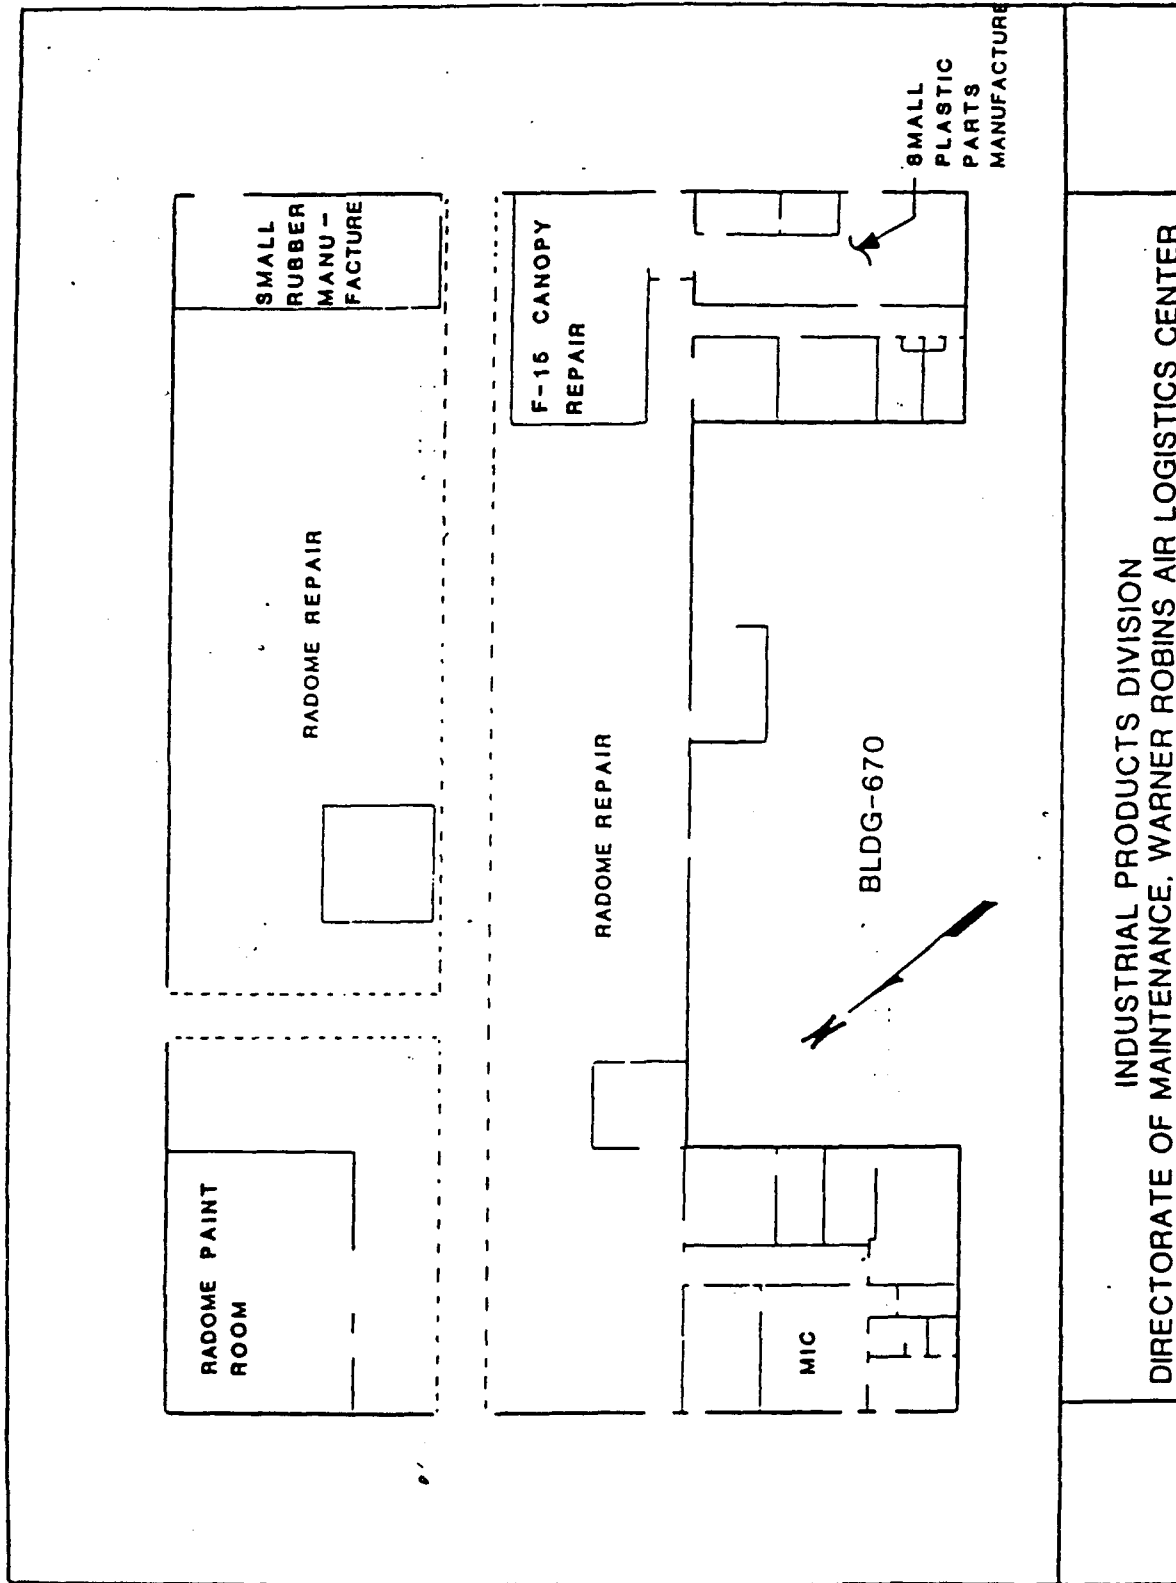 RADOME PAINT
ROOM
RADOME REPAIR
SMALL
RUBBER
MANU-
FACTURE
RADOME REPAIR
F-15 CANOPY
REPAIR
MIC
BLDG-670
SMALL
PLASTIC
PARTS
MANUFACTURE
INDUSTRIAL PRODUCTS DIVISION
DIRECTORATE OF MAINTENANCE, WARNER ROBINS AIR LOGISTICS CENTER